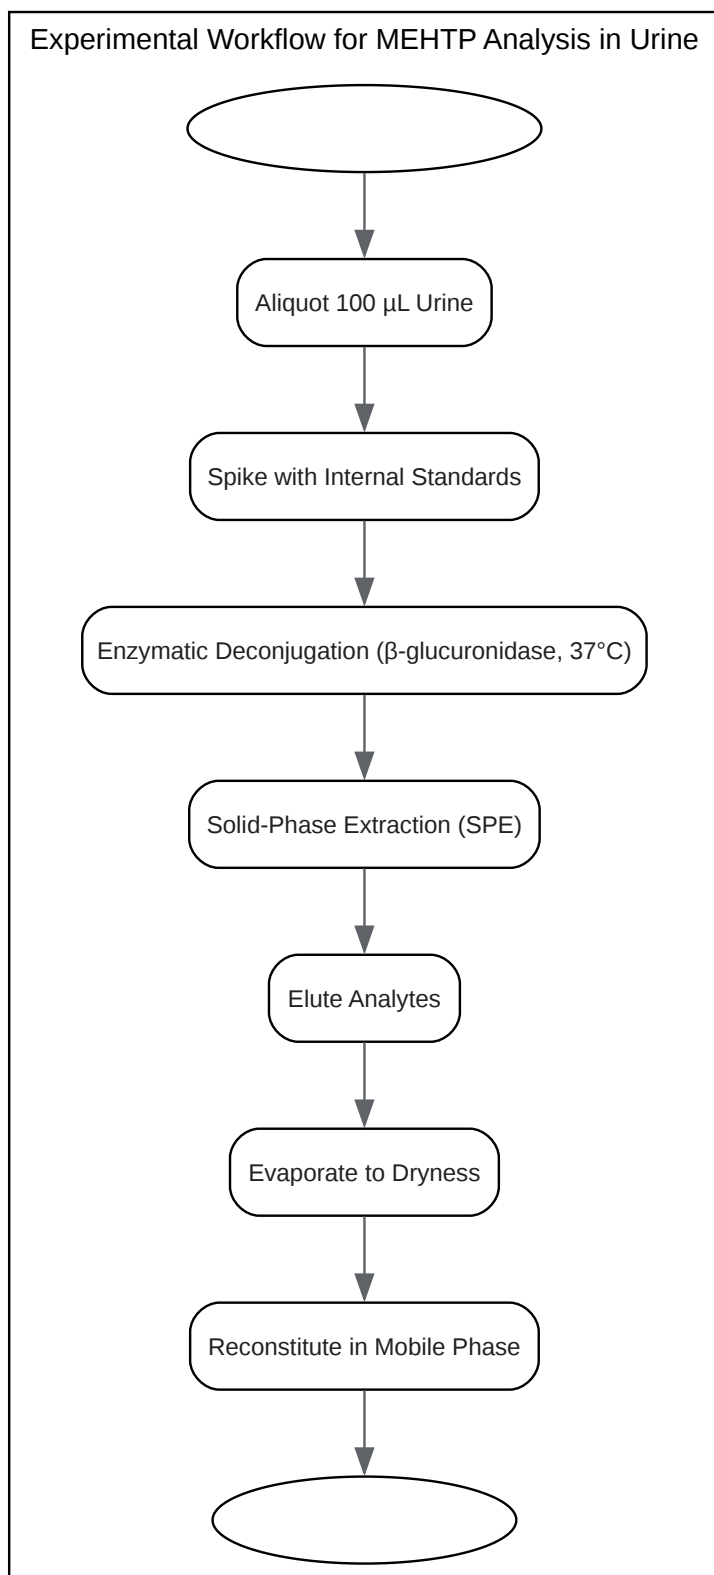 Experimental Workflow for MEHTP Analysis in Urine
Aliquot 100 µL Urine
Spike with Internal Standards
Enzymatic Deconjugation (β-glucuronidase, 37°C)
Solid-Phase Extraction (SPE)
Elute Analytes
Evaporate to Dryness
Reconstitute in Mobile Phase